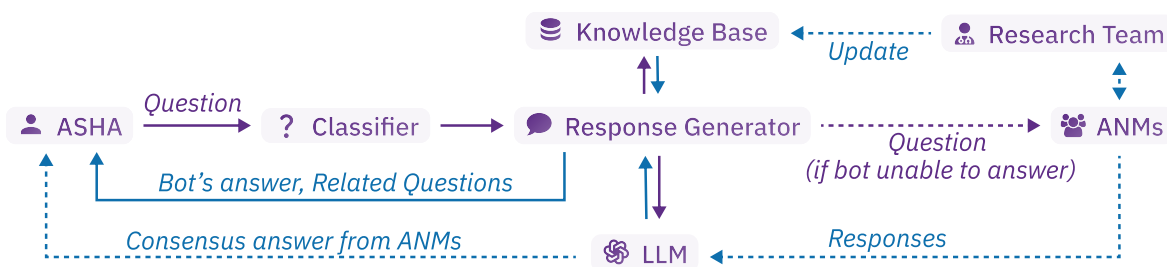 Knowledge Base
Research Team
Update
Question
ASHA
? Classifier
Response Generator
ANMs
Question
(if bot unable to answer)
Bot's answer, Related Questions
Consensus answer from ANMs
LLM
Responses